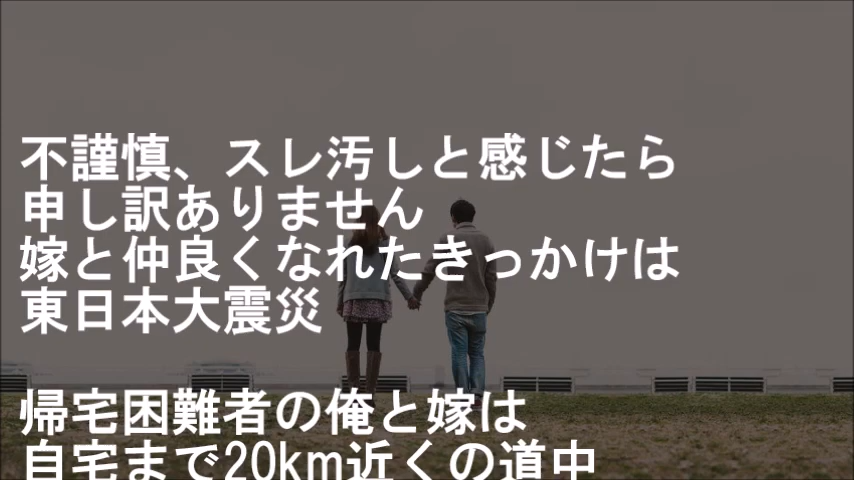 不謹慎、スレ汚しと感じたら
申し訳ありません
嫁と仲良くなれたきっかけは
東日本大震災
帰宅困難者の俺と嫁は
自宅まで20km近くの道中